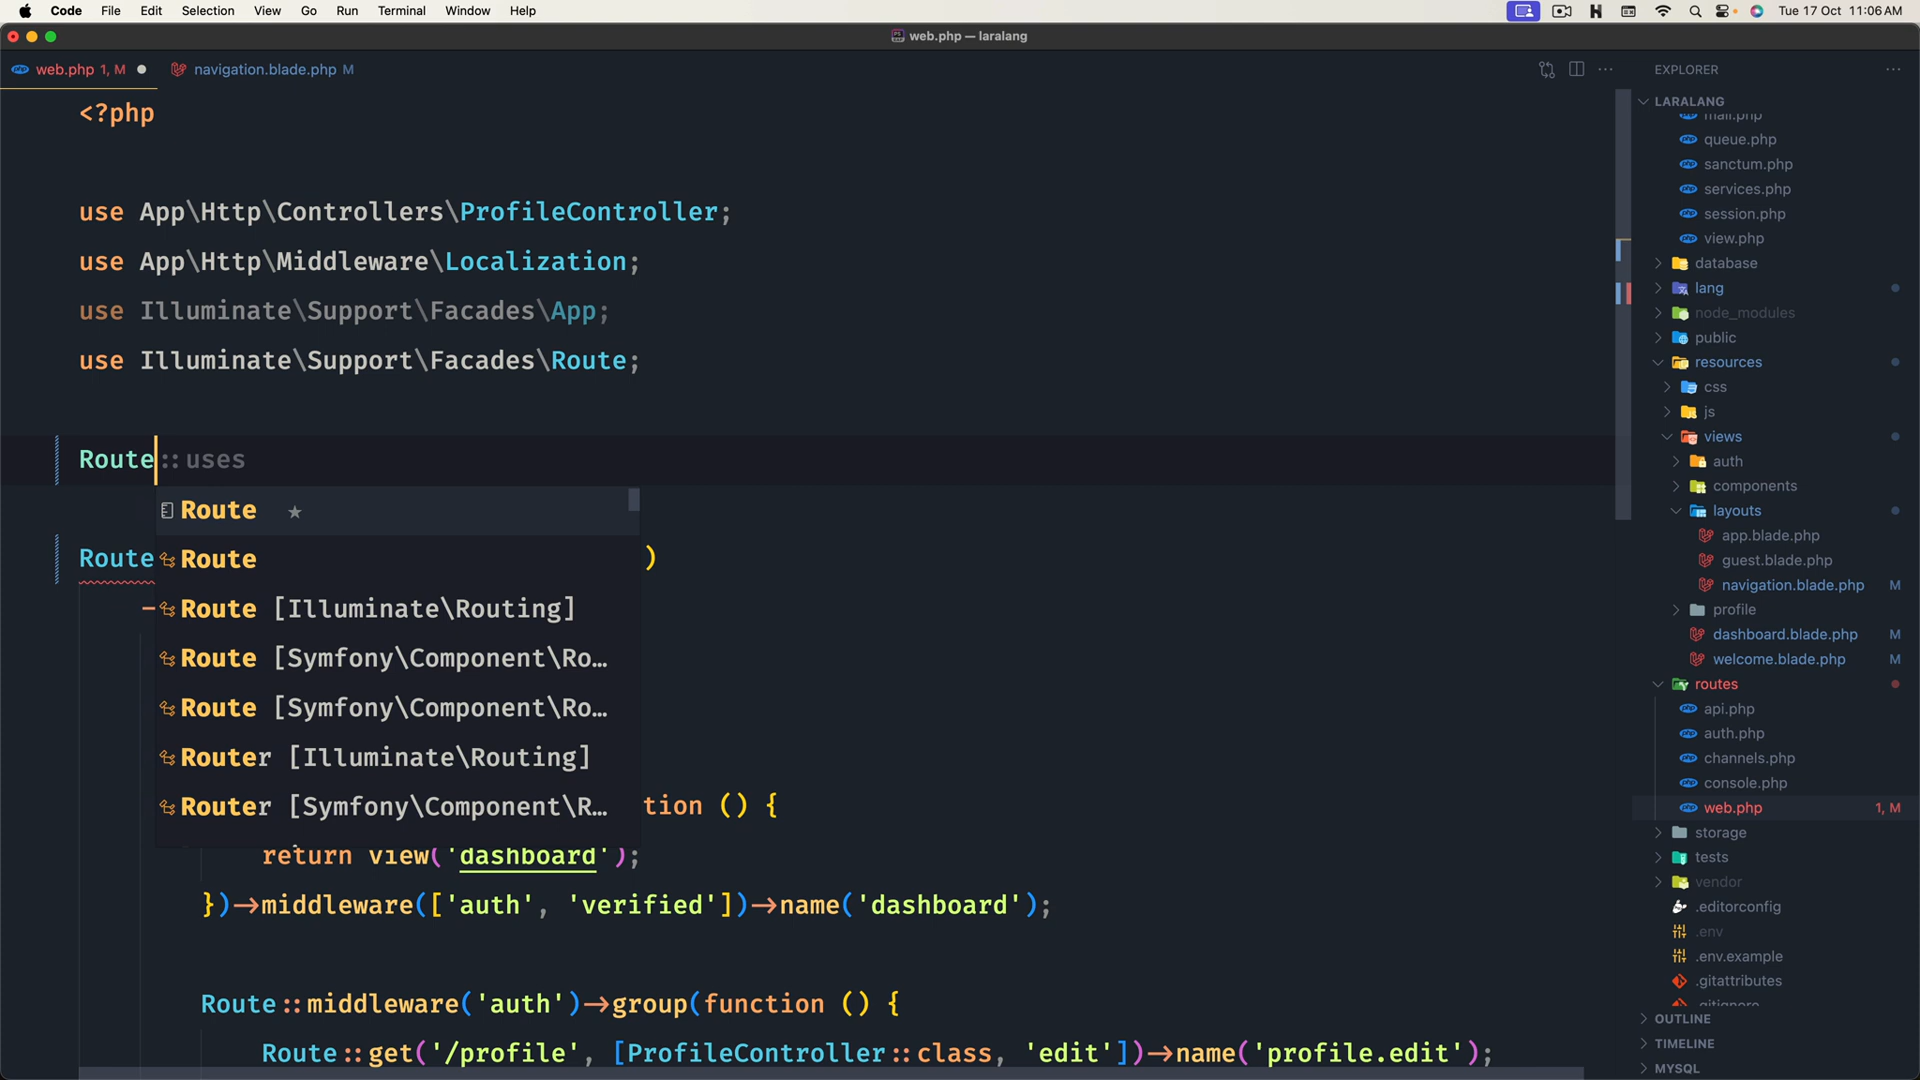 Code File Edit Selection View Go Run Terminal Window Help Tue 17 Oct 11:06 AM
web.php — laralang
web.php 1, M navigation.blade.php M
<?php
use App\Http\Controllers\ProfileController;
use App\Http\Middleware\Localization;
use Illuminate\Support\Facades\App;
use Illuminate\Support\Facades\Route;
Route::uses
Route ★
Route
Route
)
Route [Illuminate\Routing]
Route [Symfony\Component\Ro…
Route [Symfony\Component\Ro…
Router [Illuminate\Routing]
Router [Symfony\Component\R…
tion () {
return view('dashboard');
})->middleware(['auth', 'verified'])->name('dashboard');
Route::middleware('auth')->group(function () {
Route::get('/profile', [ProfileController::class, 'edit'])->name('profile.edit');
EXPLORER
LARALANG
mail.php
queue.php
sanctum.php
services.php
session.php
view.php
database
lang
node_modules
public
resources
css
js
views
auth
components
layouts
app.blade.php
guest.blade.php
navigation.blade.php M
profile
dashboard.blade.php M
welcome.blade.php M
routes
api.php
auth.php
channels.php
console.php
web.php 1, M
storage
tests
vendor
.editorconfig
.env
.env.example
.gitattributes
.gitignore
OUTLINE
TIMELINE
MYSQL